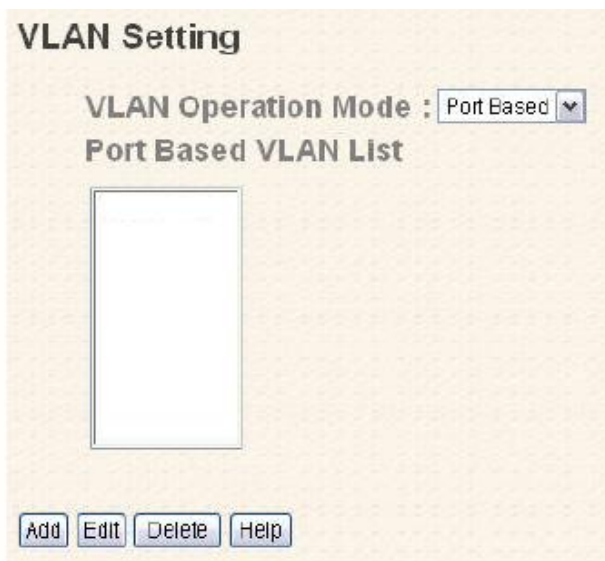 VLAN Setting
VLAN Operation Mode : Port Based
Port Based VLAN List
Add Edit Delete Help